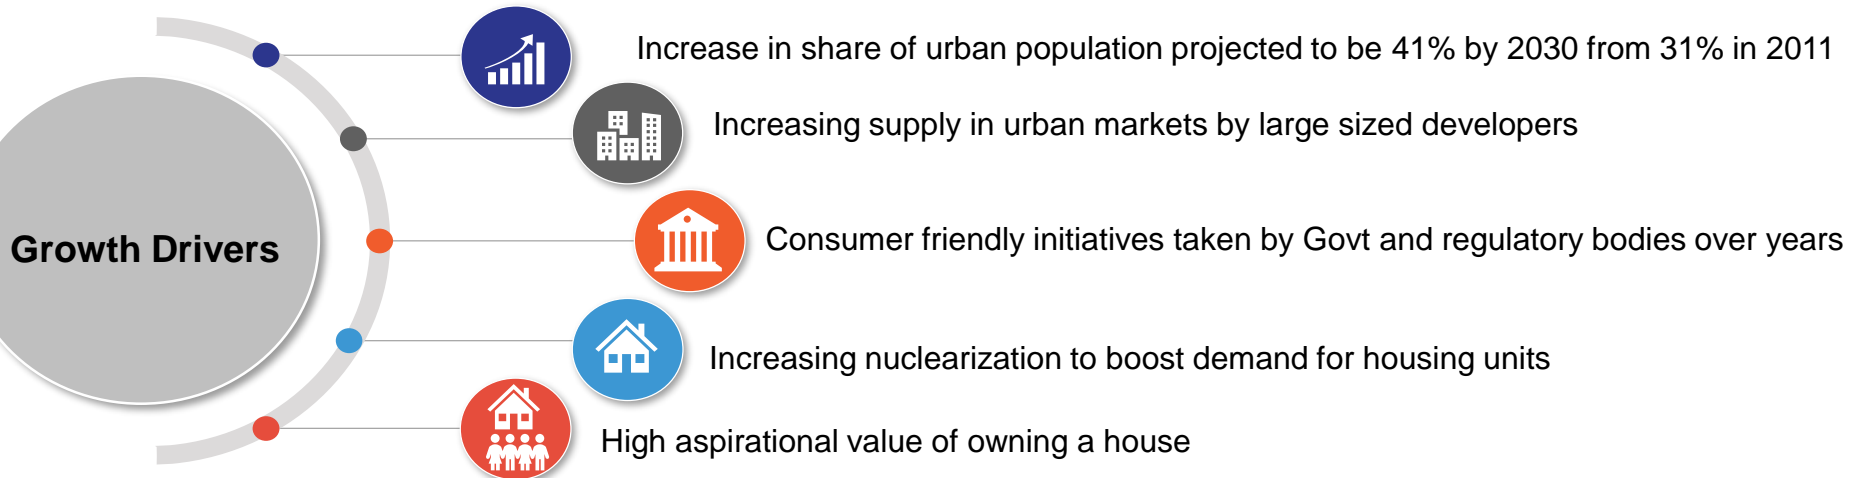 Growth Drivers
Increase in share of urban population projected to be 41% by 2030 from 31% in 2011
Increasing supply in urban markets by large sized developers
Consumer friendly initiatives taken by Govt and regulatory bodies over years
Increasing nuclearization to boost demand for housing units
High aspirational value of owning a house